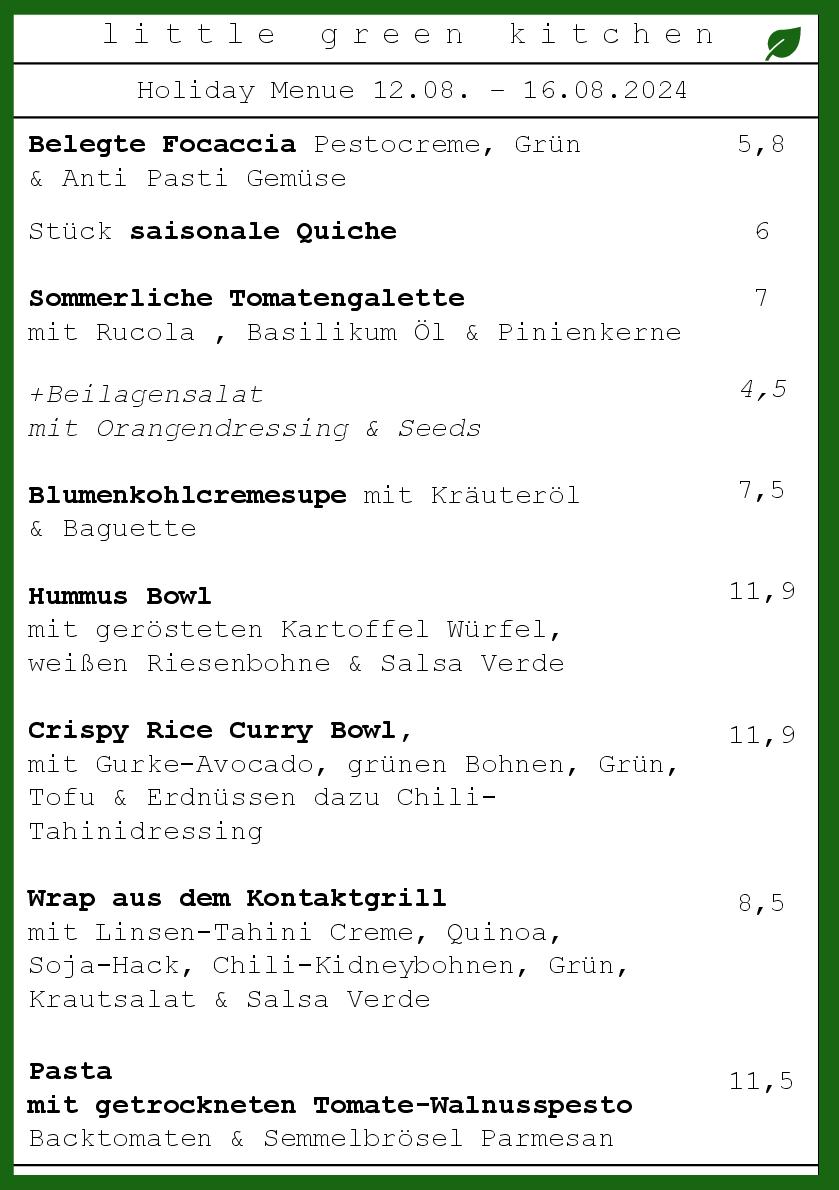 little green kitchen
Holiday Menue 12.08. - 16.08.2024
Belegte Focaccia Pestocreme, Grün 5,8
& Anti Pasti Gemüse
Stück saisonale Quiche 6
Sommerliche Tomatengalette 7
mit Rucola , Basilikum Öl & Pinienkerne
+Beilagensalat 4,5
mit Orangendressing & Seeds
Blumenkohlcremesupe mit Kräuteröl 7,5
& Baguette
Hummus Bowl 11,9
mit gerösteten Kartoffel Würfel,
weißen Riesenbohne & Salsa Verde
Crispy Rice Curry Bowl, 11,9
mit Gurke-Avocado, grünen Bohnen, Grün,
Tofu & Erdnüssen dazu Chili-
Tahinidressing
Wrap aus dem Kontaktgrill 8,5
mit Linsen-Tahini Creme, Quinoa,
Soja-Hack, Chili-Kidneybohnen, Grün,
Krautsalat & Salsa Verde
Pasta 11,5
mit getrockneten Tomate-Walnusspesto
Backtomaten & Semmelbrösel Parmesan